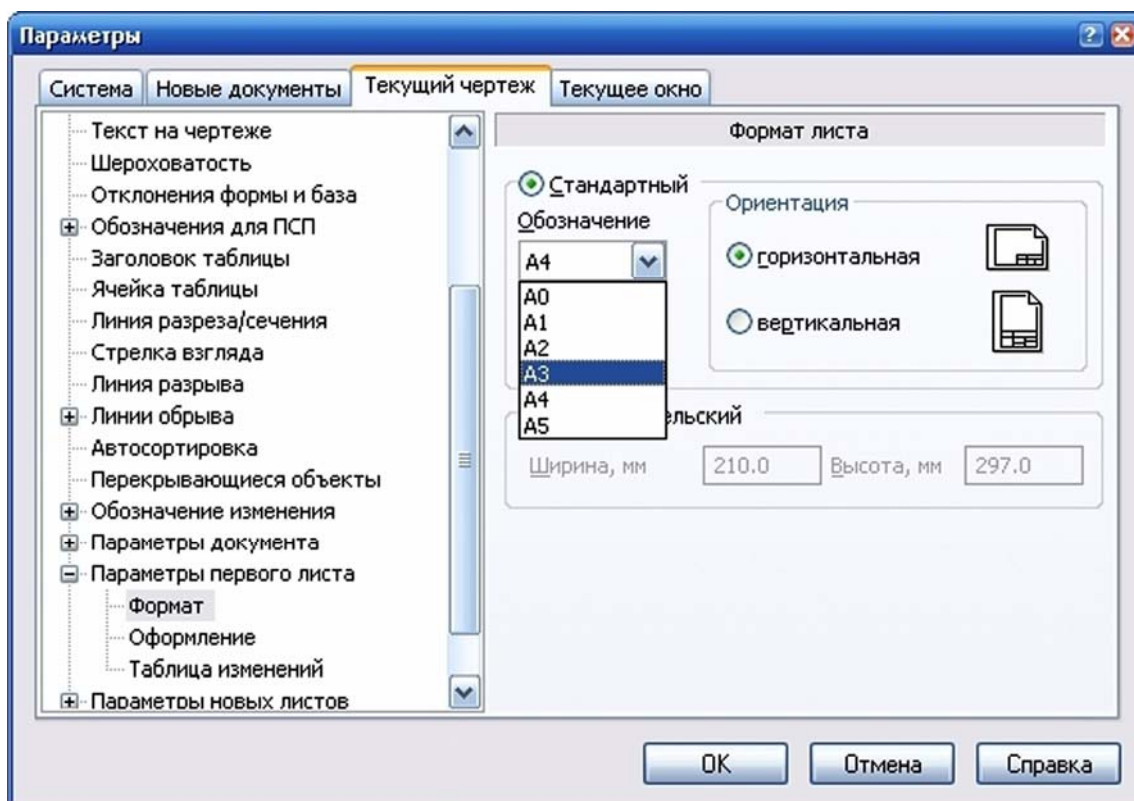 Параметры
Система Новые документы Текущий чертеж Текущее окно
Текст на чертеже
Шероховатость
Отклонения формы и база
Обозначения для ПСП
Заголовок таблицы
Ячейка таблицы
Линия разреза/сечения
Стрелка взгляда
Линия разрыва
Линии обрыва
Автосортировка
Перекрывающиеся объекты
Обозначение изменения
Параметры документа
Параметры первого листа
Формат
Оформление
Таблица изменений
Параметры новых листов
Формат листа
Стандартный
Обозначение
A4
A0
A1
A2
A3
A4
A5
Ориентация
горизонтальная
вертикальная
ельский
Ширина, мм 210.0 Высота, мм 297.0
OK Отмена Справка